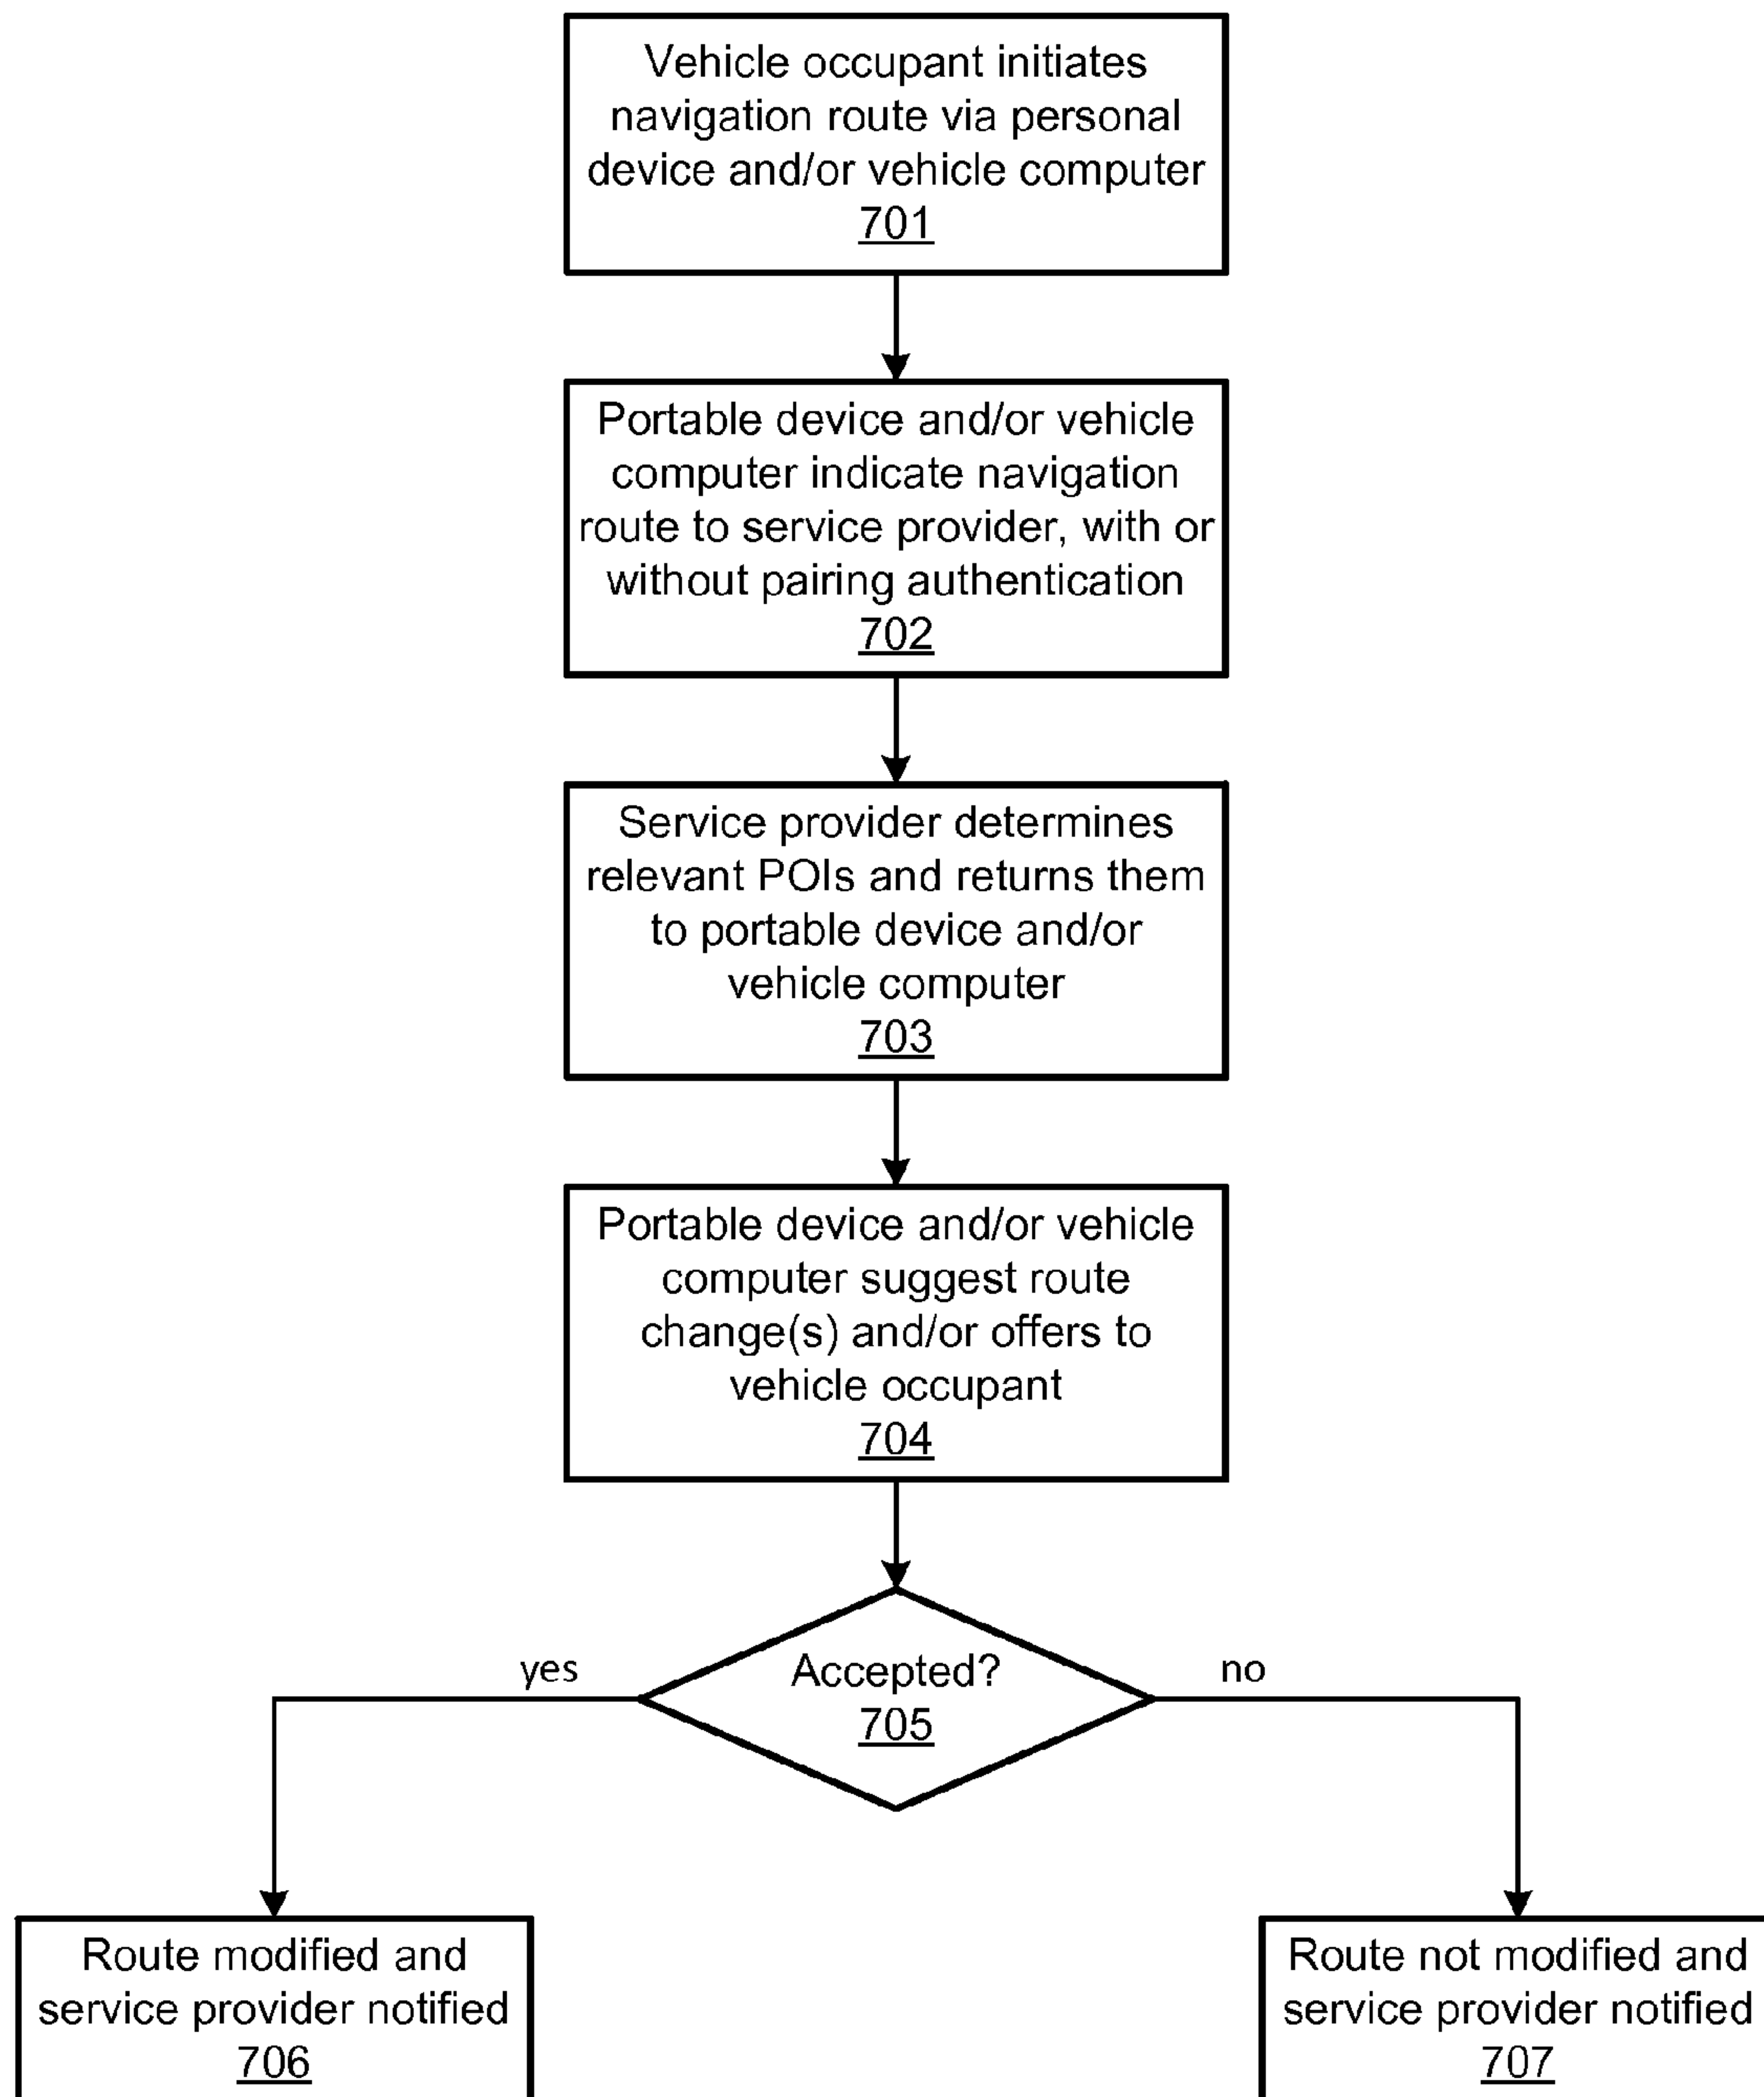 Vehicle occupant initiates
navigation route via personal
device and/or vehicle computer
701
Portable device and/or vehicle
computer indicate navigation
route to service provider, with or
without pairing authentication
702
Service provider determines
relevant POIs and returns them
to portable device and/or
vehicle computer
703
Portable device and/or vehicle
computer suggest route
change(s) and/or offers to
vehicle occupant
704
Accepted?
705
yes
no
Route modified and
service provider notified
706
Route not modified and
service provider notified
707